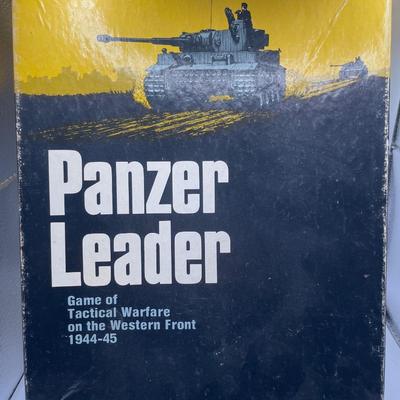 Panzer
Leader
Game of
Tactical Warfare
on the Western Front
1944-45